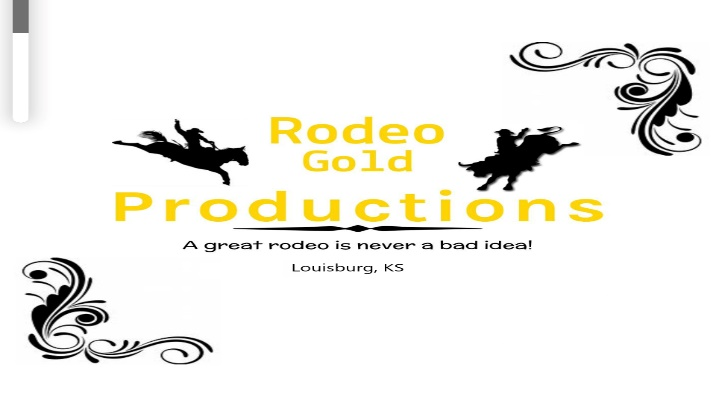 Rodeo
Gold
Productions
A great rodeo is never a bad idea!
Louisburg, KS